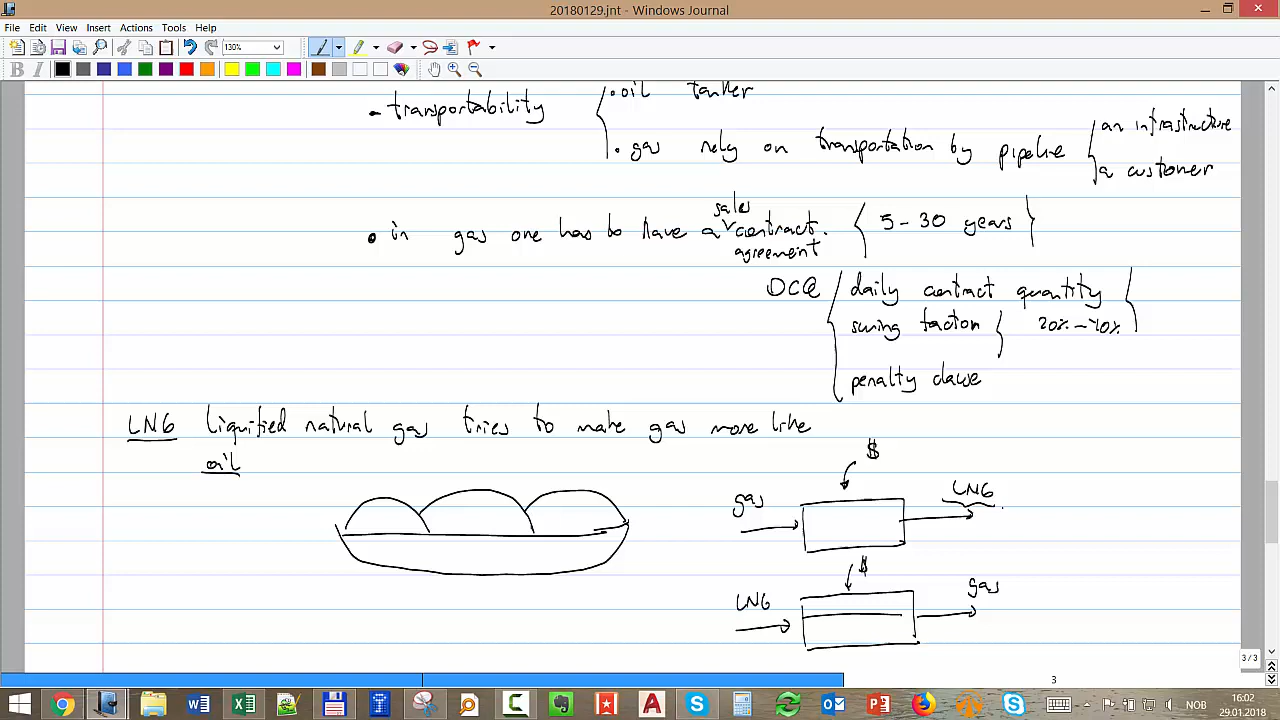 20180129.jnt - Windows Journal
File Edit View Insert Actions Tools Help
130%
• transportability
• oil tanker
• gas rely on transportation by pipeline
an infrastructure
a customer
• in gas one has to have a sales contract.
agreement
5 - 30 years
DCQ
daily contract quantity
swing factor
penalty clause
LNG liquified natural gas tries to make gas more like
oil
$
gas
LNG
$
LNG
gas
3 / 3
3
NOB
16:02
29.01.2018